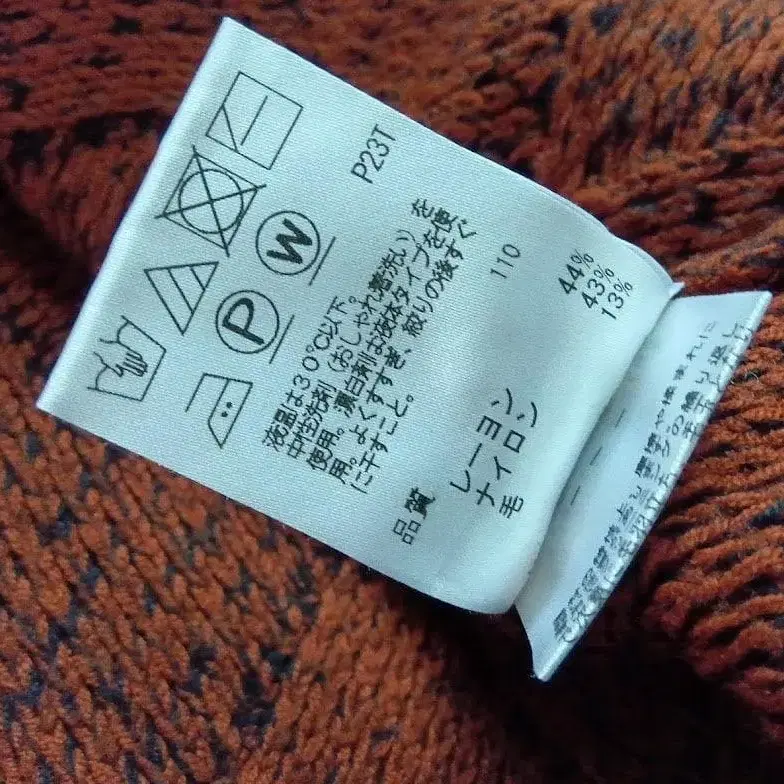 W
P
P23T
液温は30℃以下。
中性洗剤(おしゃれ着洗い)を
使用。漂白剤は液体タイプを使
用。よくすすぎ、絞りの後すぐ
に干すこと。
品質 110
レーヨン 44%
ナイロン 43%
毛 13%